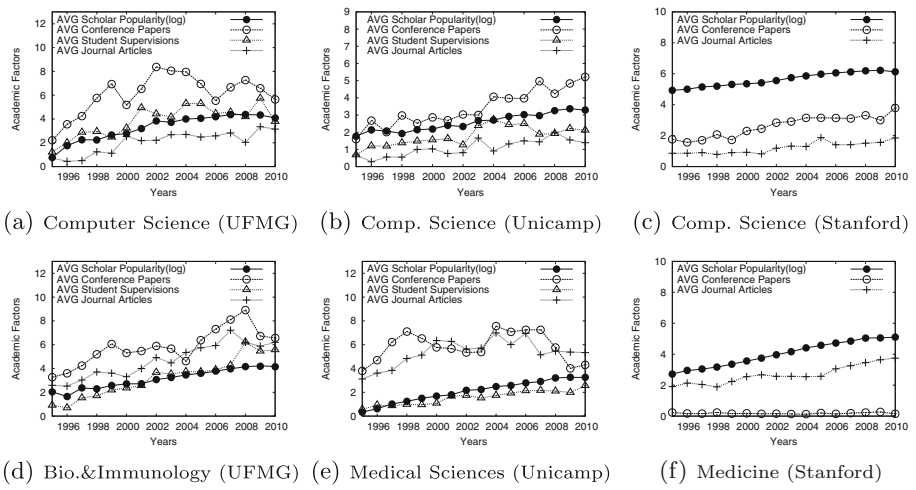 12
10
8
6
4
2
0
Academic Factors
AVG Scholar Popularity(log)
AVG Conference Papers
AVG Student Supervisions
AVG Journal Articles
1996 1998 2000 2002 2004 2006 2008 2010
Years
(a) Computer Science (UFMG)
9
8
7
6
5
4
3
2
1
0
Academic Factors
AVG Scholar Popularity(log)
AVG Conference Papers
AVG Student Supervisions
AVG Journal Articles
1996 1998 2000 2002 2004 2006 2008 2010
Years
(b) Comp. Science (Unicamp)
10
8
6
4
2
0
Academic Factors
AVG Scholar Popularity(log)
AVG Conference Papers
AVG Journal Articles
1996 1998 2000 2002 2004 2006 2008 2010
Years
(c) Comp. Science (Stanford)
12
10
8
6
4
2
0
Academic Factors
AVG Scholar Popularity(log)
AVG Conference Papers
AVG Student Supervisions
AVG Journal Articles
1996 1998 2000 2002 2004 2006 2008 2010
Years
(d) Bio.&Immunology (UFMG)
12
10
8
6
4
2
0
Academic Factors
AVG Scholar Popularity(log)
AVG Conference Papers
AVG Student Supervisions
AVG Journal Articles
1996 1998 2000 2002 2004 2006 2008 2010
Years
(e) Medical Sciences (Unicamp)
10
8
6
4
2
0
Academic Factors
AVG Scholar Popularity(log)
AVG Conference Papers
AVG Journal Articles
1996 1998 2000 2002 2004 2006 2008 2010
Years
(f) Medicine (Stanford)